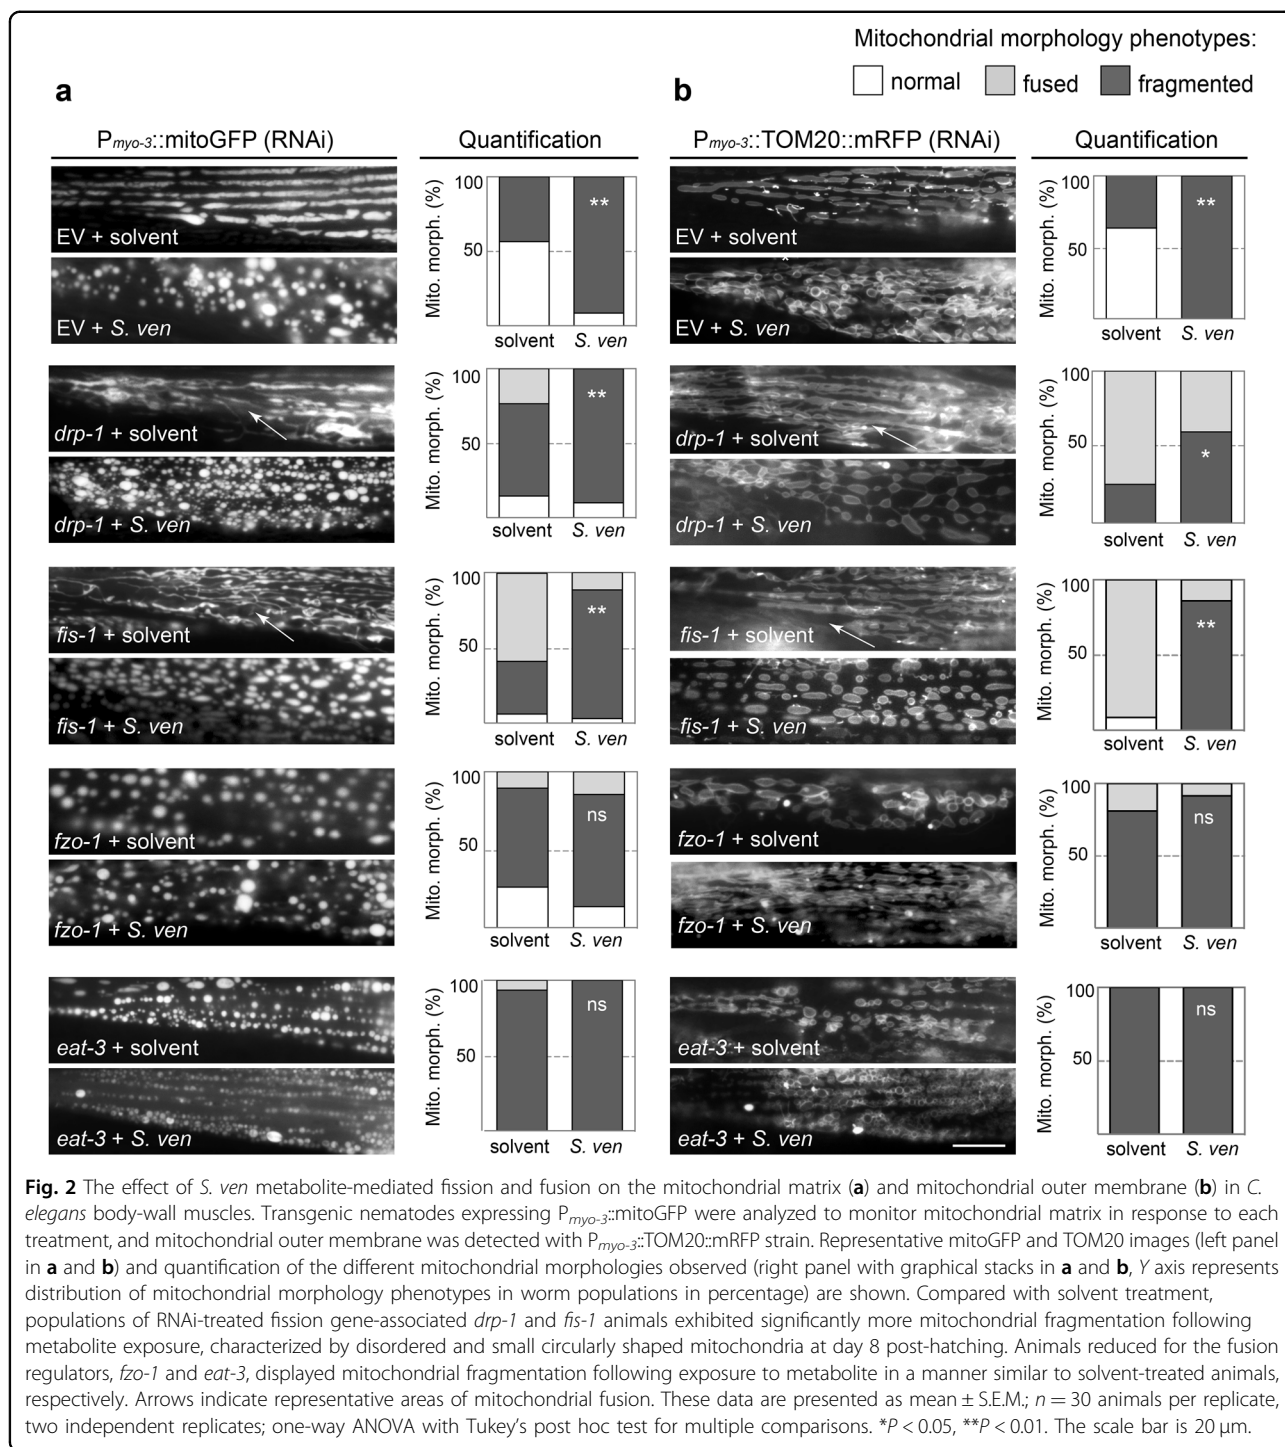 Mitochondrial morphology phenotypes:
normal fused fragmented
a
P myo-3::mitoGFP (RNAi)
Quantification
EV + solvent
EV + S. ven
Mito. morph. (%)
100
50
**
solvent S. ven
drp-1 + solvent
drp-1 + S. ven
Mito. morph. (%)
100
50
**
solvent S. ven
fis-1 + solvent
fis-1 + S. ven
Mito. morph. (%)
100
50
**
solvent S. ven
fzo-1 + solvent
fzo-1 + S. ven
Mito. morph. (%)
100
50
ns
solvent S. ven
eat-3 + solvent
eat-3 + S. ven
Mito. morph. (%)
100
50
ns
solvent S. ven
b
P myo-3::TOM20::mRFP (RNAi)
Quantification
EV + solvent
*
EV + S. ven
Mito. morph. (%)
100
50
**
solvent S. ven
drp-1 + solvent
drp-1 + S. ven
Mito. morph. (%)
100
50
*
solvent S. ven
fis-1 + solvent
fis-1 + S. ven
Mito. morph. (%)
100
50
**
solvent S. ven
fzo-1 + solvent
fzo-1 + S. ven
Mito. morph. (%)
100
50
ns
solvent S. ven
eat-3 + solvent
eat-3 + S. ven
Mito. morph. (%)
100
50
ns
solvent S. ven
Fig. 2 The effect of S. ven metabolite-mediated fission and fusion on the mitochondrial matrix (a) and mitochondrial outer membrane (b) in C.
elegans body-wall muscles. Transgenic nematodes expressing Pmyo-3::mitoGFP were analyzed to monitor mitochondrial matrix in response to each
treatment, and mitochondrial outer membrane was detected with Pmyo-3::TOM20::mRFP strain. Representative mitoGFP and TOM20 images (left panel
in a and b) and quantification of the different mitochondrial morphologies observed (right panel with graphical stacks in a and b, Y axis represents
distribution of mitochondrial morphology phenotypes in worm populations in percentage) are shown. Compared with solvent treatment,
populations of RNAi-treated fission gene-associated drp-1 and fis-1 animals exhibited significantly more mitochondrial fragmentation following
metabolite exposure, characterized by disordered and small circularly shaped mitochondria at day 8 post-hatching. Animals reduced for the fusion
regulators, fzo-1 and eat-3, displayed mitochondrial fragmentation following exposure to metabolite in a manner similar to solvent-treated animals,
respectively. Arrows indicate representative areas of mitochondrial fusion. These data are presented as mean ± S.E.M.; n = 30 animals per replicate,
two independent replicates; one-way ANOVA with Tukey's post hoc test for multiple comparisons. *P < 0.05, **P < 0.01. The scale bar is 20 μm.